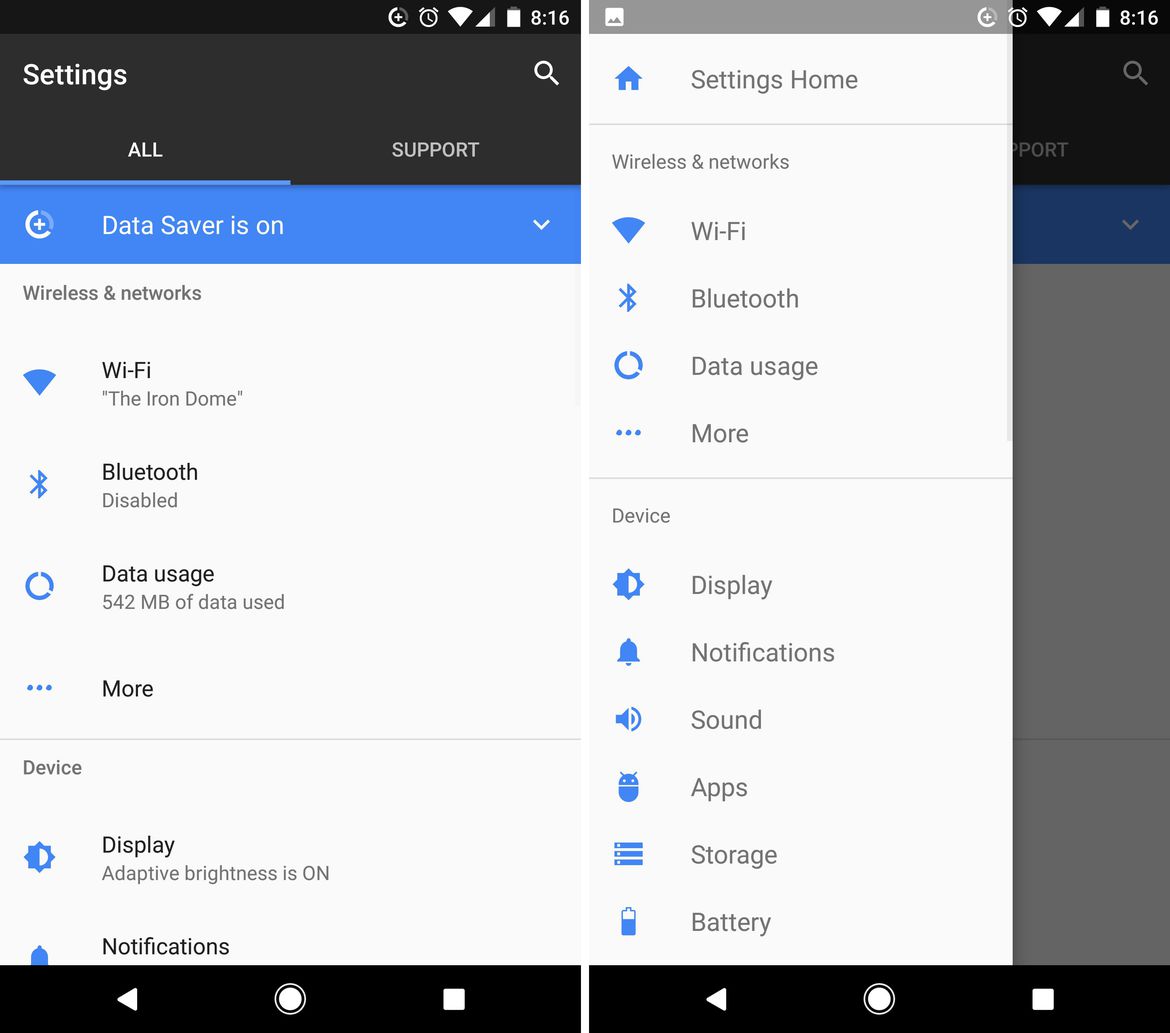 8:16
Settings
ALL
SUPPORT
Data Saver is on
Wireless & networks
Wi-Fi
"The Iron Dome"
Bluetooth
Disabled
Data usage
542 MB of data used
More
Device
Display
Adaptive brightness is ON
Notifications
8:16
Settings Home
PPORT
Wireless & networks
Wi-Fi
Bluetooth
Data usage
More
Device
Display
Notifications
Sound
Apps
Storage
Battery